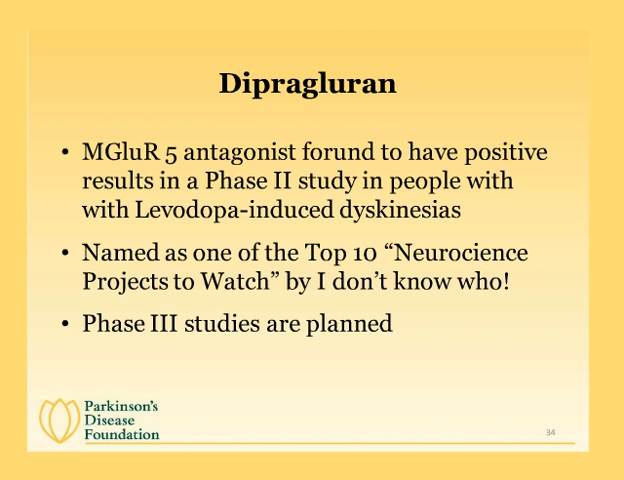 Dipragluran
• MGluR 5 antagonist forund to have positive
results in a Phase II study in people with
with Levodopa-induced dyskinesias
• Named as one of the Top 10 “Neurocience
Projects to Watch” by I don’t know who!
• Phase III studies are planned
Parkinson’s
Disease
Foundation
34